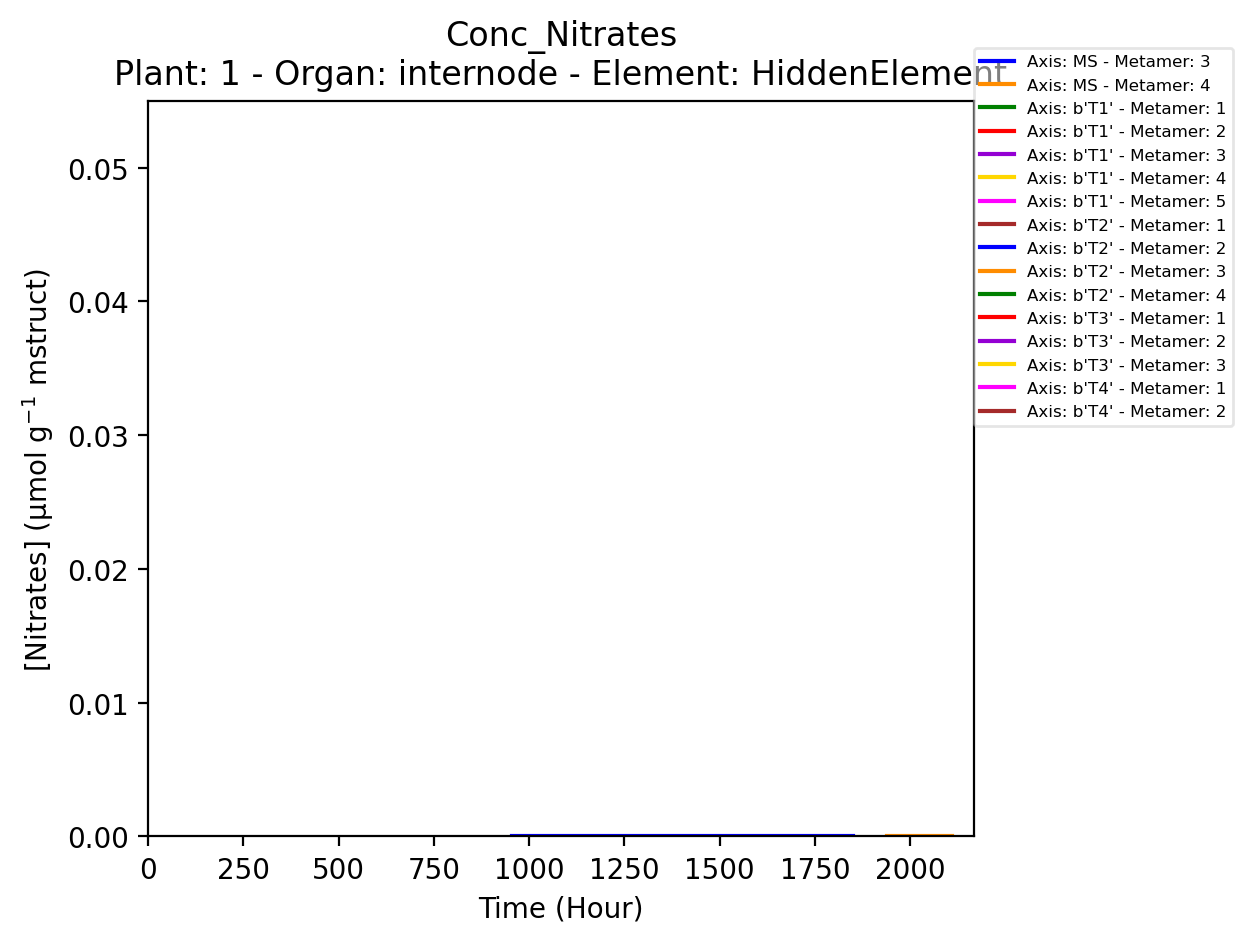 Conc_Nitrates
Plant: 1 - Organ: internode - Element: HiddenElement
Axis: MS - Metamer: 3
Axis: MS - Metamer: 4
Axis: b'T1' - Metamer: 1
Axis: b'T1' - Metamer: 2
Axis: b'T1' - Metamer: 3
Axis: b'T1' - Metamer: 4
Axis: b'T1' - Metamer: 5
Axis: b'T2' - Metamer: 1
Axis: b'T2' - Metamer: 2
Axis: b'T2' - Metamer: 3
Axis: b'T2' - Metamer: 4
Axis: b'T3' - Metamer: 1
Axis: b'T3' - Metamer: 2
Axis: b'T3' - Metamer: 3
Axis: b'T4' - Metamer: 1
Axis: b'T4' - Metamer: 2
[Nitrates] (µmol g⁻¹ mstruct)
0.05
0.04
0.03
0.02
0.01
0.00
0 250 500 750 1000 1250 1500 1750 2000
Time (Hour)